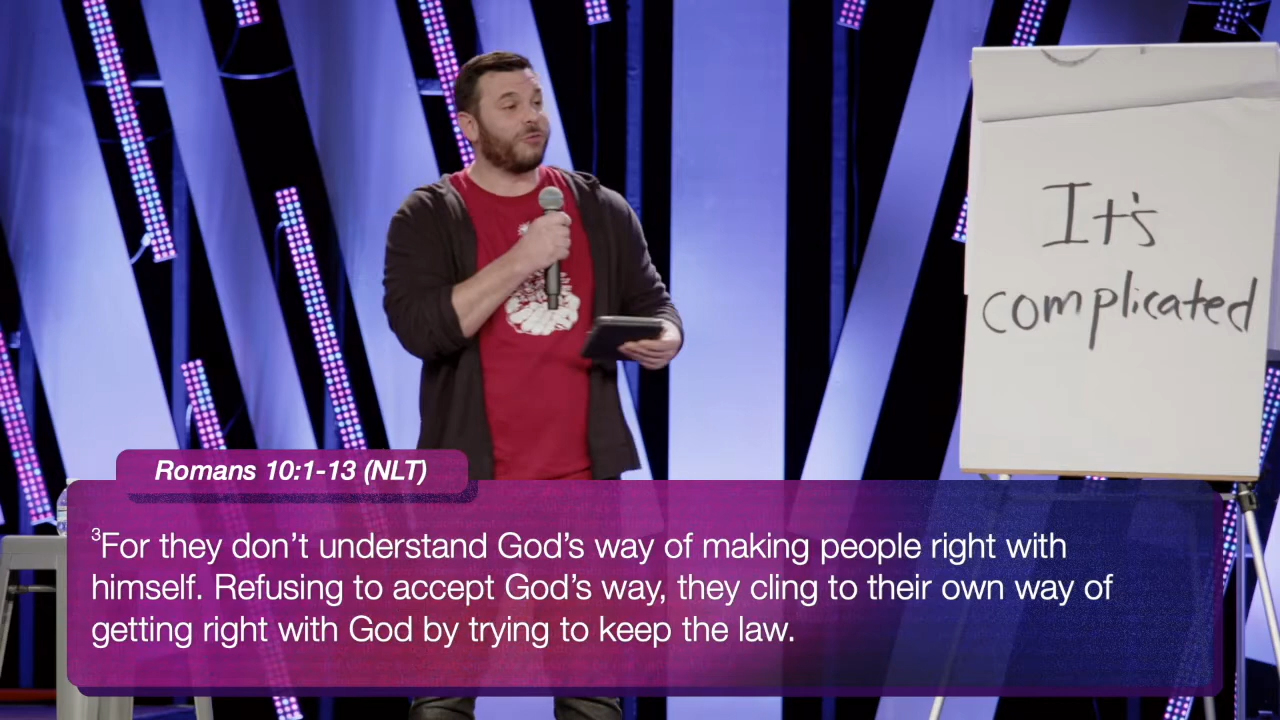 It's
complicated
Romans 10:1-13 (NLT)
³For they don’t understand God’s way of making people right with
himself. Refusing to accept God’s way, they cling to their own way of
getting right with God by trying to keep the law.